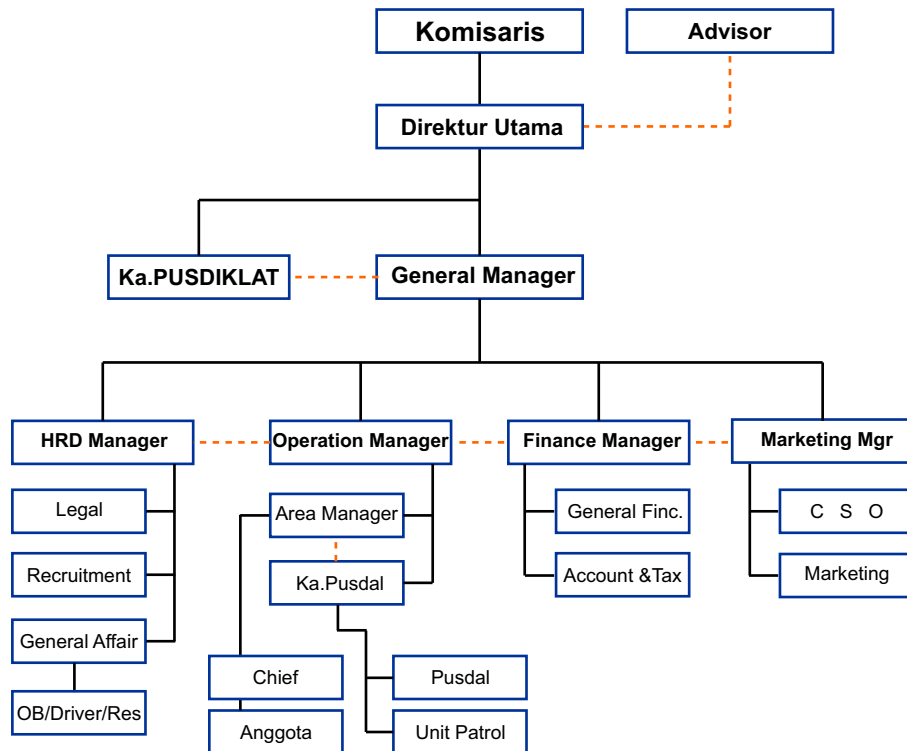 Komisaris
Advisor
Direktur Utama
Ka.PUSDIKLAT
General Manager
HRD Manager
Operation Manager
Finance Manager
Marketing Mgr
Legal
Area Manager
General Finc.
C S O
Recruitment
Ka.Pusdal
Account &Tax
Marketing
General Affair
Chief
Pusdal
OB/Driver/Res
Anggota
Unit Patrol